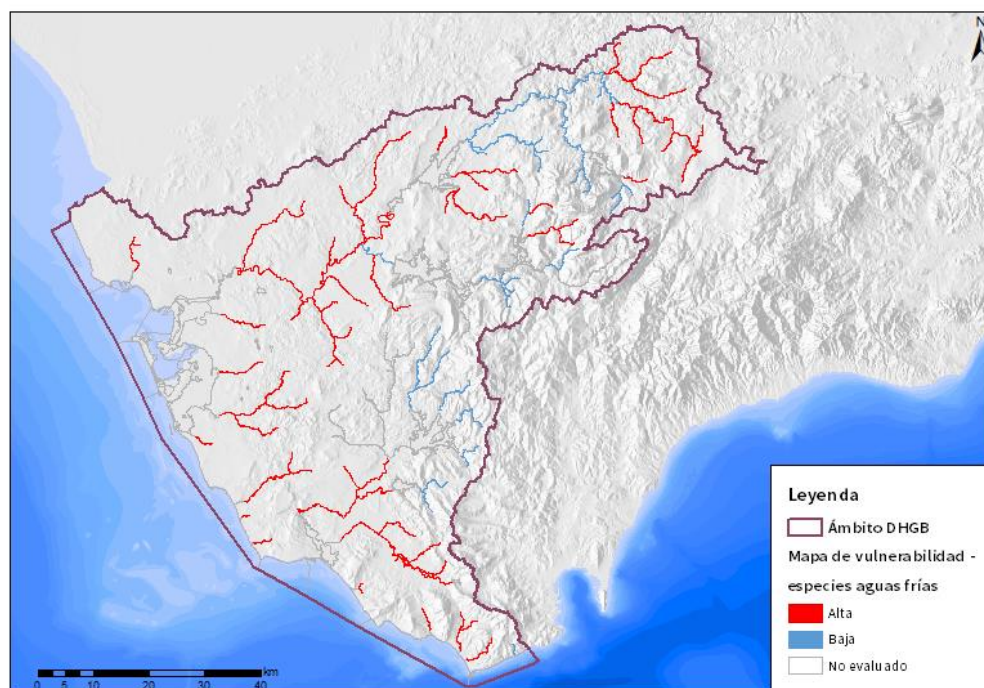 N
Leyenda
Ámbito DHGB
Mapa de vulnerabilidad -
especies aguas frías
Alta
Baja
No evaluado
km
0 5 10 20 30 40